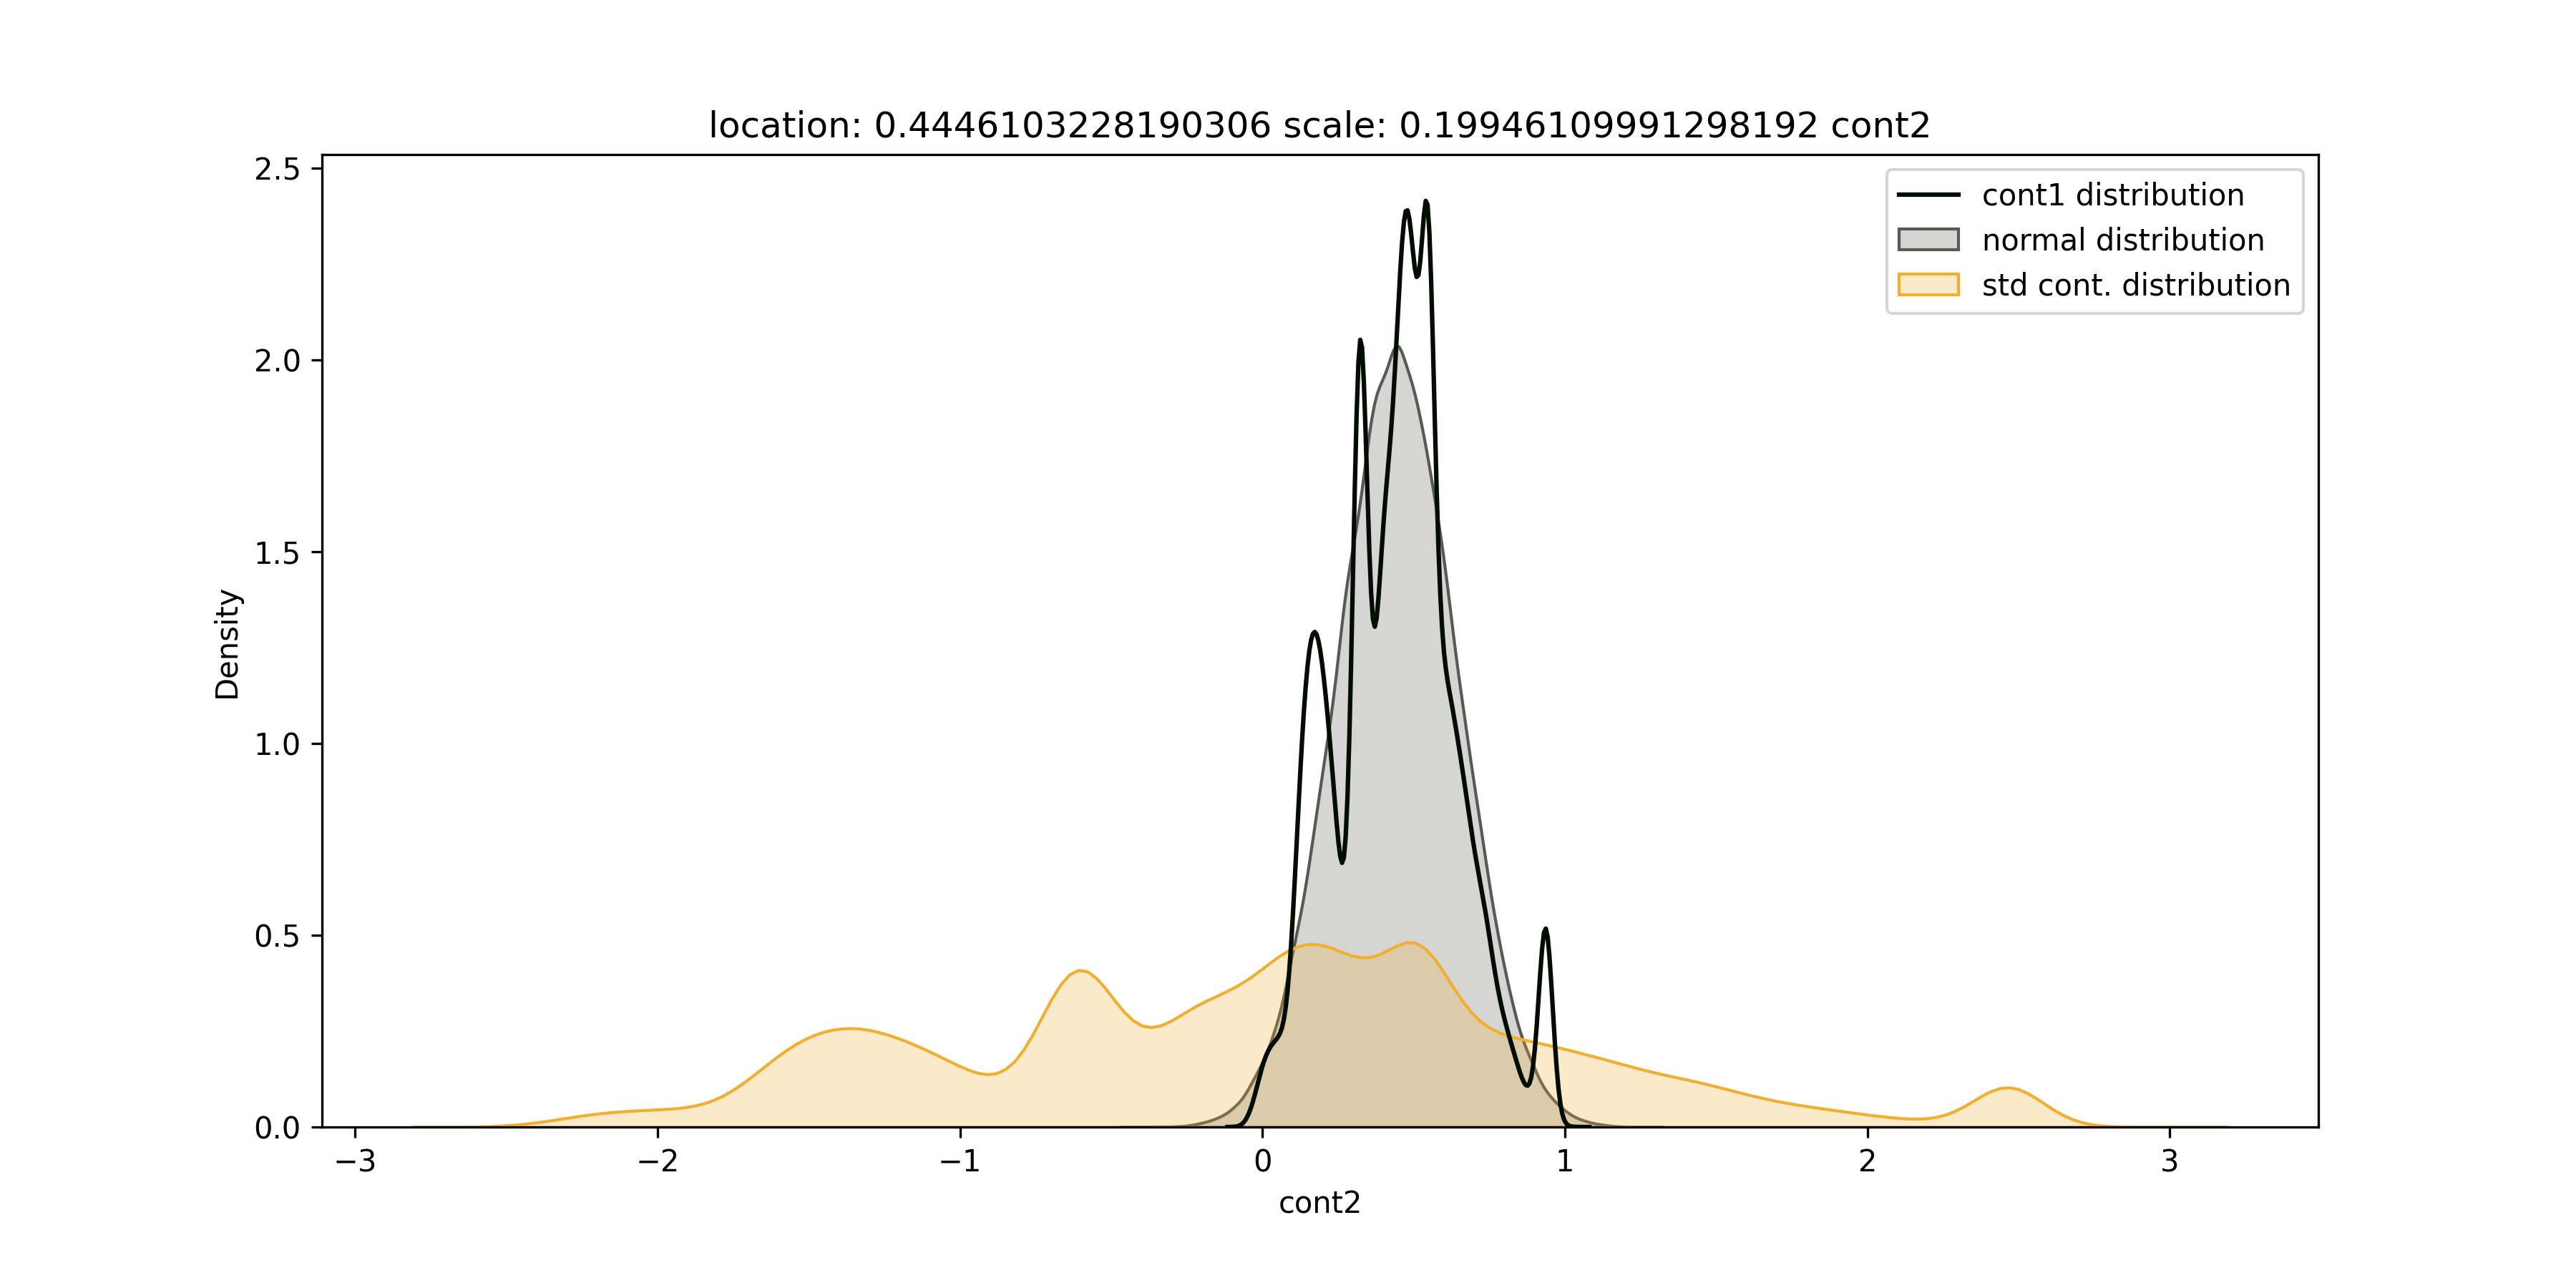 location: 0.4446103228190306 scale: 0.19946109991298192 cont2
2.5
2.0
1.5
1.0
0.5
0.0
Density
cont1 distribution
normal distribution
std cont. distribution
−3
−2
−1
0
1
2
3
cont2